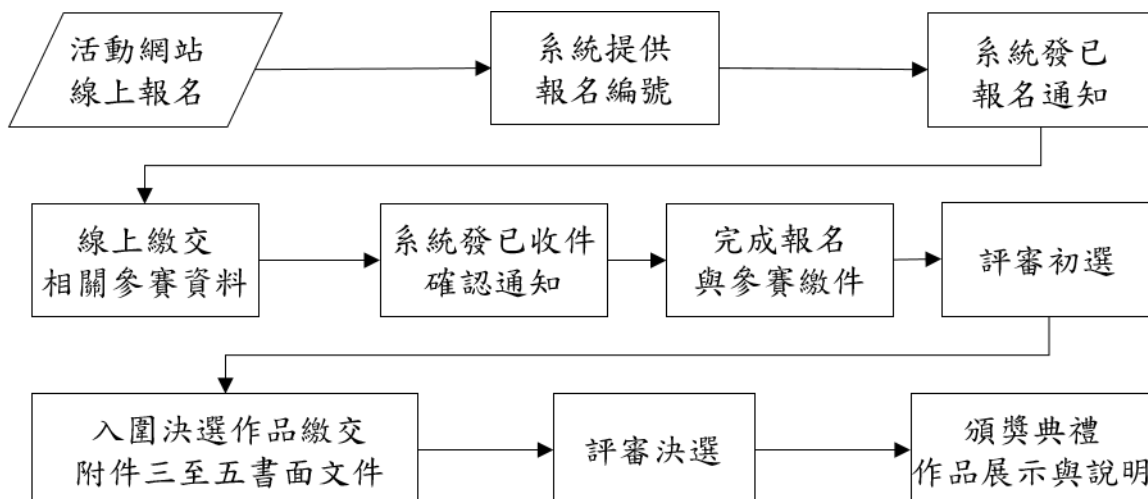 活動網站
線上報名
系統提供
報名編號
系統發已
報名通知
線上繳交
相關參賽資料
系統發已收件
確認通知
完成報名
與參賽繳件
評審初選
入圍決選作品繳交
附件三至五書面文件
評審決選
頒獎典禮
作品展示與說明